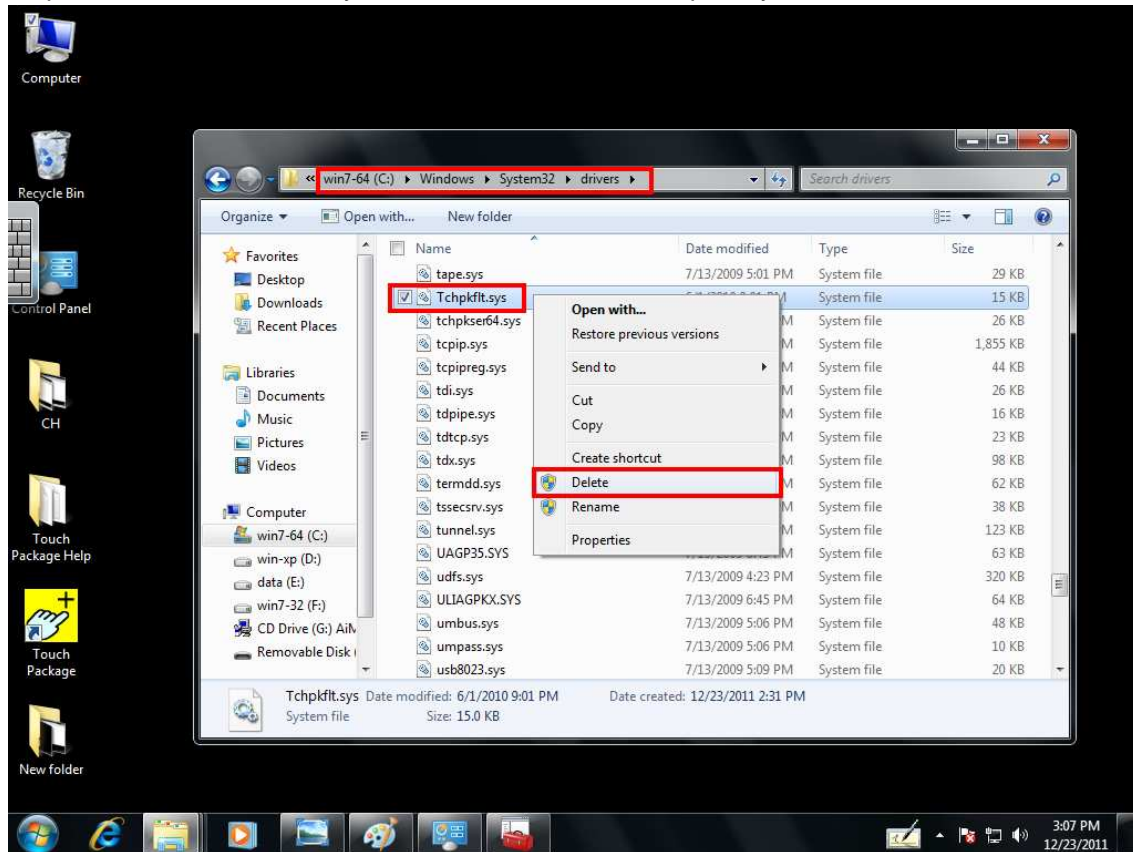 Computer
Recycle Bin
Control Panel
CH
Touch
Package Help
Touch
Package
New folder
« win7-64 (C:) ▸ Windows ▸ System32 ▸ drivers ▸
Search drivers
Organize ▾ Open with... New folder
Favorites
Desktop
Downloads
Recent Places
Libraries
Documents
Music
Pictures
Videos
Computer
win7-64 (C:)
win-xp (D:)
data (E:)
win7-32 (F:)
CD Drive (G:)
Removable Disk
Name Date modified Type Size
tape.sys 7/13/2009 5:01 PM System file 29 KB
Tchpkflt.sys System file 15 KB
tchpkser64.sys M System file 26 KB
tcpip.sys M System file 1,855 KB
tcpipreg.sys M System file 44 KB
tdi.sys M System file 26 KB
tdpipe.sys M System file 16 KB
tdtcp.sys M System file 23 KB
tdx.sys M System file 98 KB
termdd.sys M System file 62 KB
tssecsrv.sys M System file 38 KB
tunnel.sys M System file 123 KB
UAGP35.SYS System file 63 KB
udfs.sys 7/13/2009 4:23 PM System file 320 KB
ULIAGPKX.SYS 7/13/2009 6:45 PM System file 64 KB
umbus.sys 7/13/2009 5:06 PM System file 48 KB
umpass.sys 7/13/2009 5:06 PM System file 10 KB
usb8023.sys 7/13/2009 5:09 PM System file 20 KB
Open with...
Restore previous versions
Send to
Cut
Copy
Create shortcut
Delete
Rename
Properties
Tchpkflt.sys Date modified: 6/1/2010 9:01 PM Date created: 12/23/2011 2:31 PM
System file Size: 15.0 KB
3:07 PM
12/23/2011